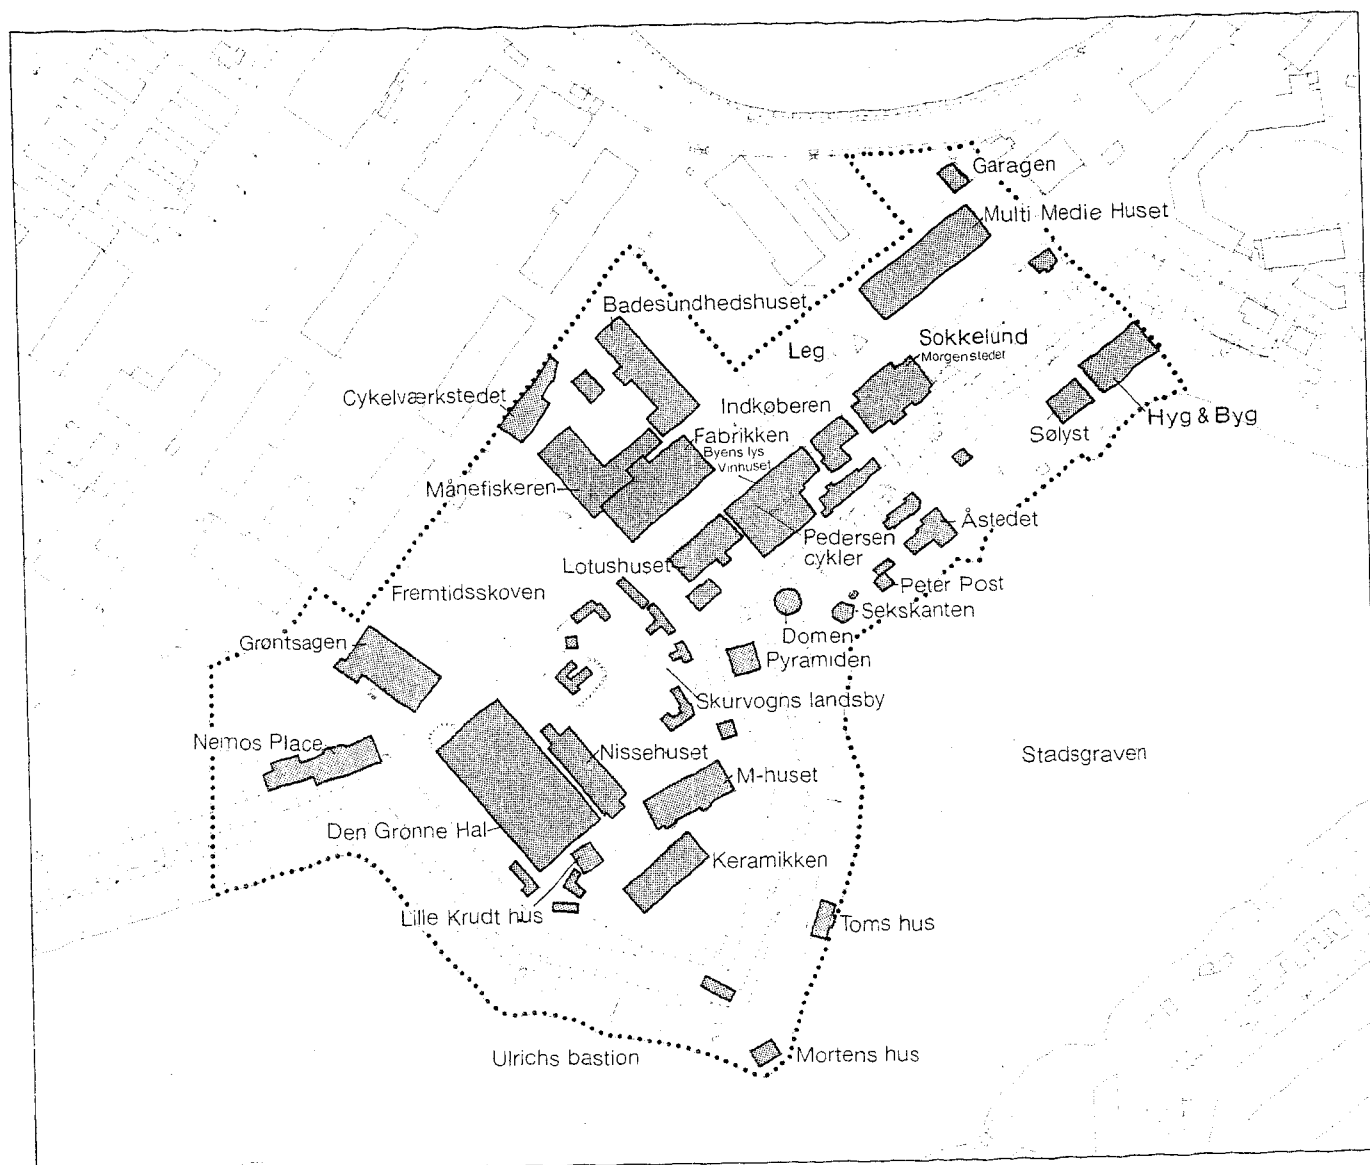 Garagen
Multi Medie Huset
Badesundhedshuset
Leg
Sokkelund
Morgenstedet
Cykelværkstedet
Indkøberen
Hyg & Byg
Sølyst
Fabrikken
Byens lys
Vinhuset
Månefiskeren
Åstedet
Pedersen
cykler
Lotushuset
Peter Post
Fremtidsskoven
Sekskanten
Domen
Grøntsagen
Pyramiden
Skurvogns landsby
Nemos Place
Nissehuset
Stadsgraven
M-huset
Den Grønne Hal
Keramikken
Lille Krudt hus
Toms hus
Ulrichs bastion
Mortens hus